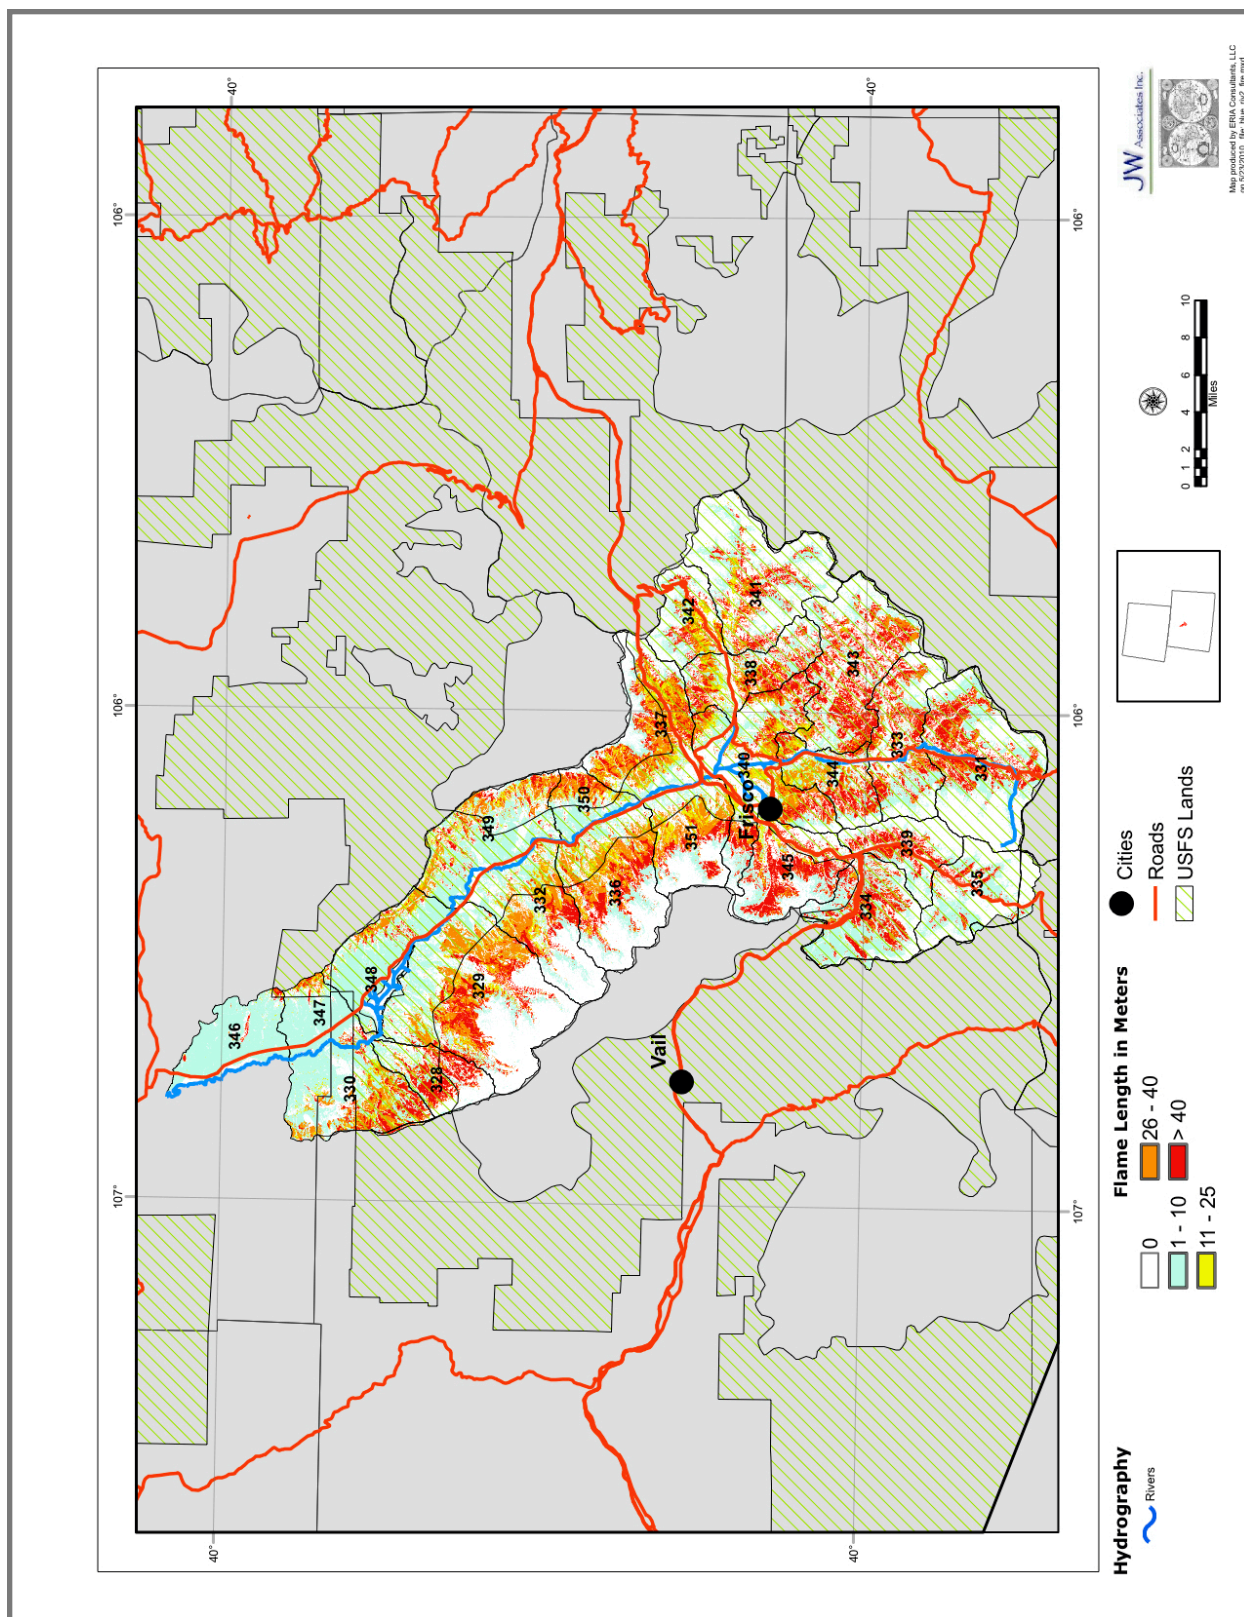 107°
106°
106°
40°
40°
40°
40°
107°
106°
106°
346
347
348
330
328
329
349
350
332
336
351
337
342
341
338
340
Frisco
345
344
343
333
331
339
334
335
Vail
Hydrography
Rivers
Flame Length in Meters
0
1 - 10
11 - 25
26 - 40
> 40
Cities
Roads
USFS Lands
0 1 2 4 6 8 10
Miles
JW Associates Inc.
Map produced by ERIA Consultants, LLC